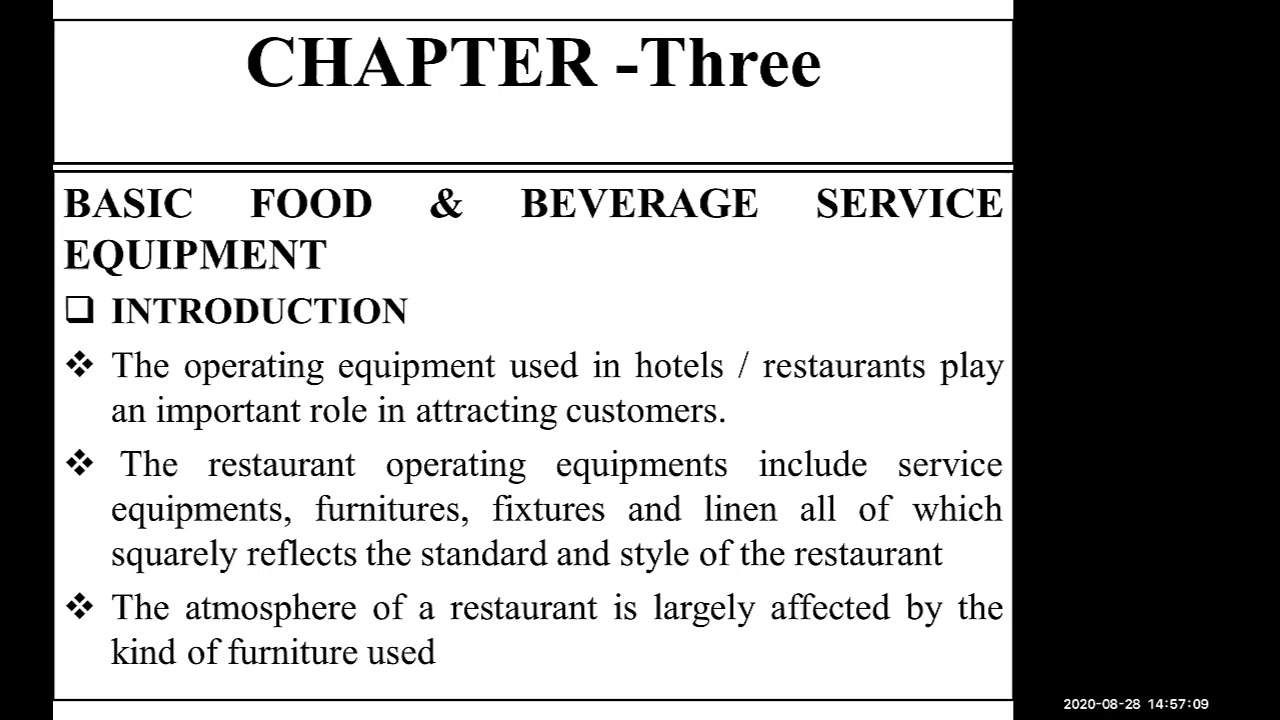 CHAPTER -Three
BASIC FOOD & BEVERAGE SERVICE
EQUIPMENT
❑ INTRODUCTION
❖ The operating equipment used in hotels / restaurants play
an important role in attracting customers.
❖ The restaurant operating equipments include service
equipments, furnitures, fixtures and linen all of which
squarely reflects the standard and style of the restaurant
❖ The atmosphere of a restaurant is largely affected by the
kind of furniture used
2020-08-28 14:57:09